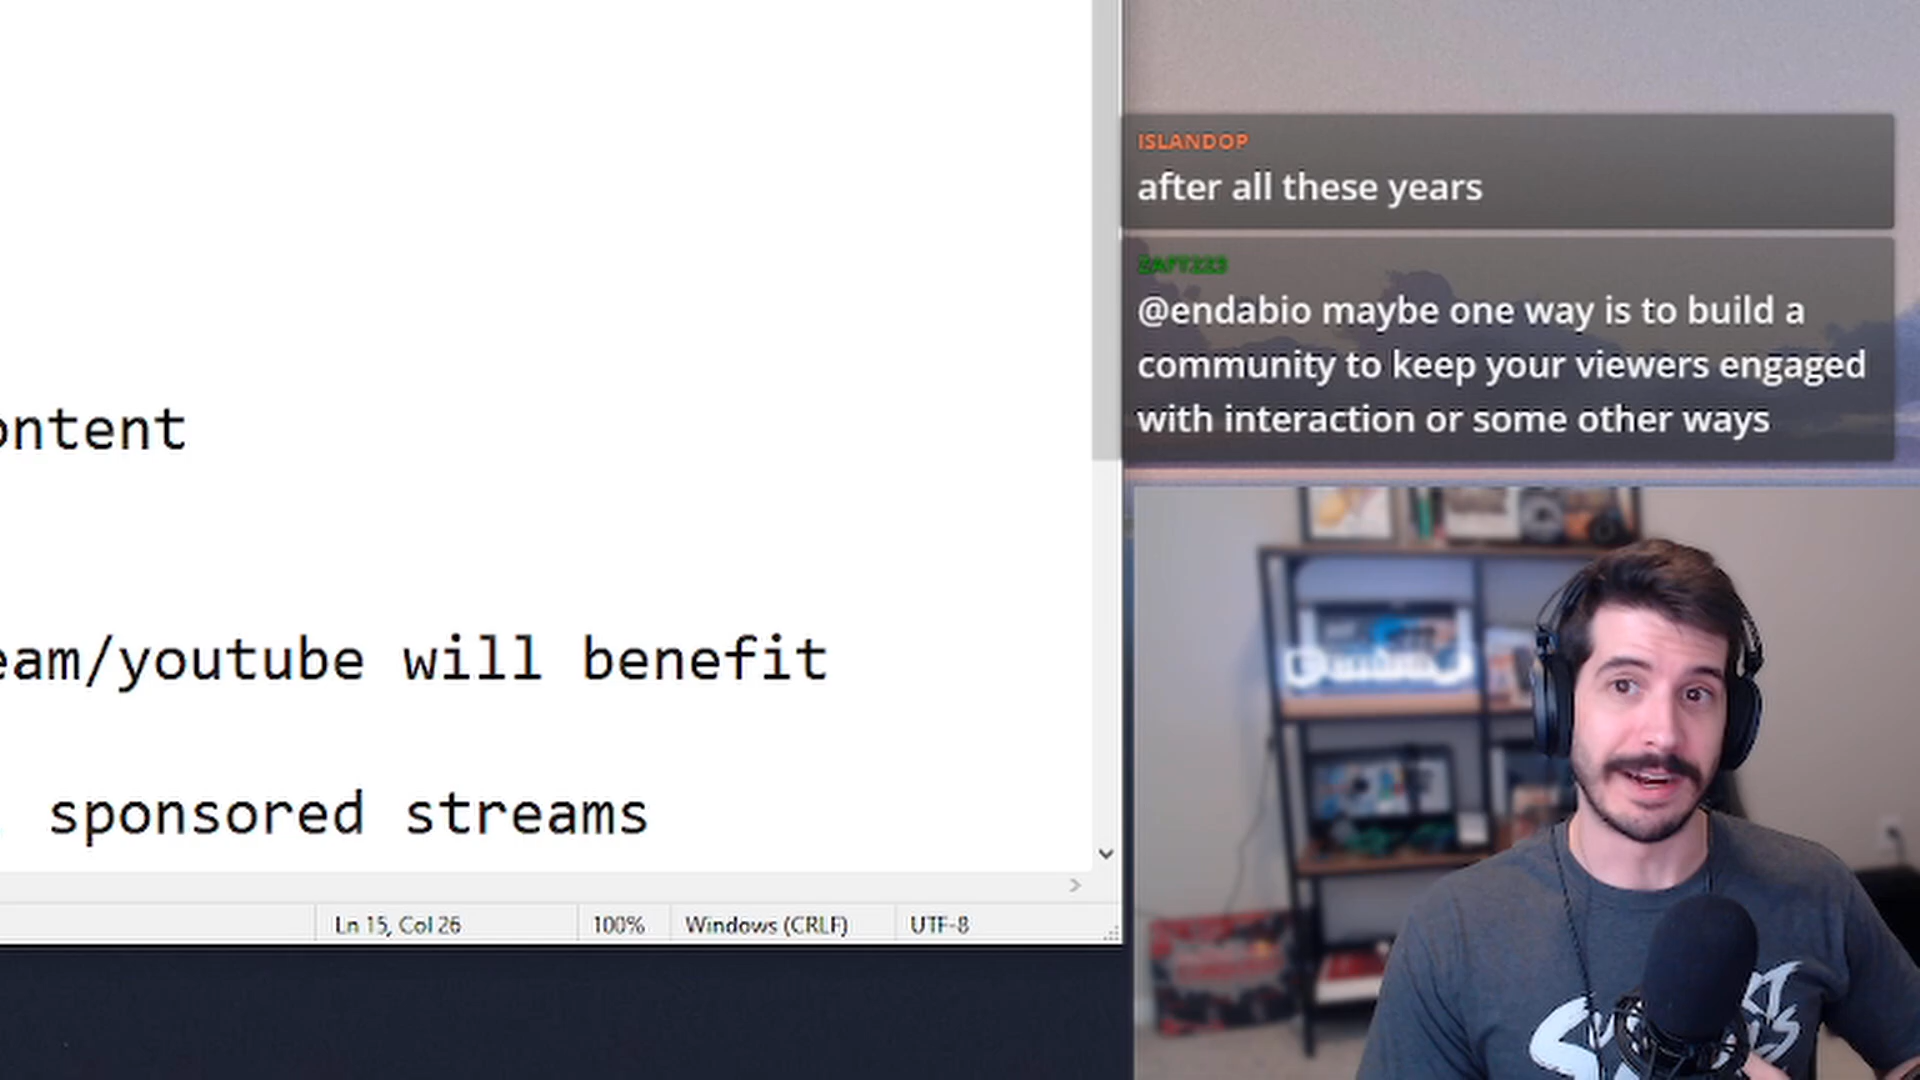 ontent
eam/youtube will benefit
sponsored streams
Ln 15, Col 26
100%
Windows (CRLF)
UTF-8
ISLANDOP
after all these years
ZAFT223
@endabio maybe one way is to build a
community to keep your viewers engaged
with interaction or some other ways